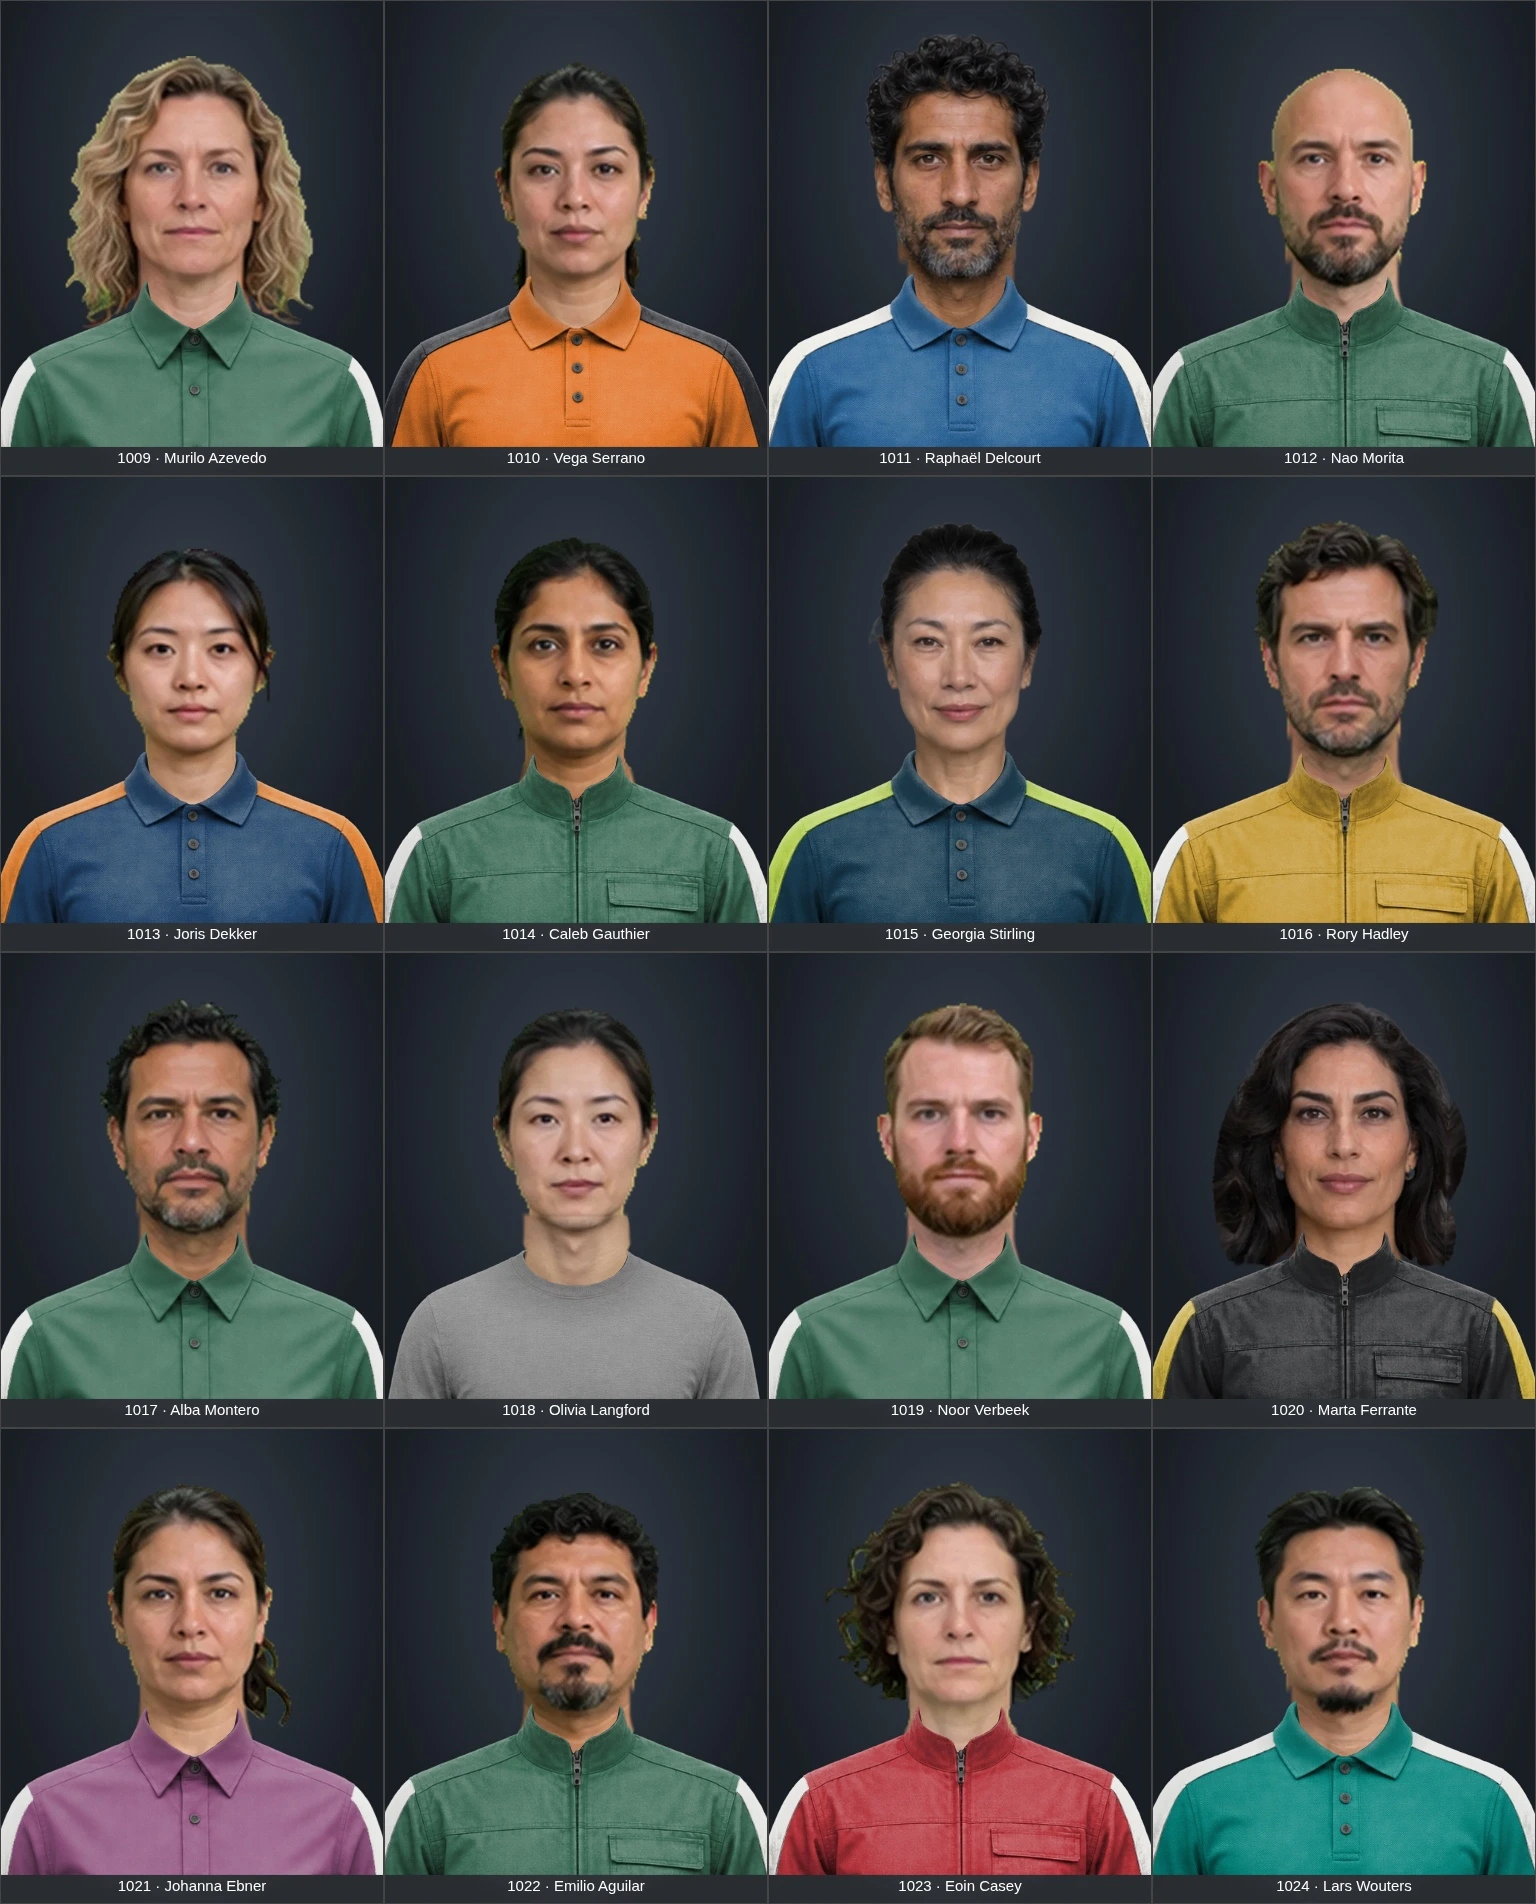 1009 · Murilo Azevedo
1010 · Vega Serrano
1011 · Raphaël Delcourt
1012 · Nao Morita
1013 · Joris Dekker
1014 · Caleb Gauthier
1015 · Georgia Stirling
1016 · Rory Hadley
1017 · Alba Montero
1018 · Olivia Langford
1019 · Noor Verbeek
1020 · Marta Ferrante
1021 · Johanna Ebner
1022 · Emilio Aguilar
1023 · Eoin Casey
1024 · Lars Wouters